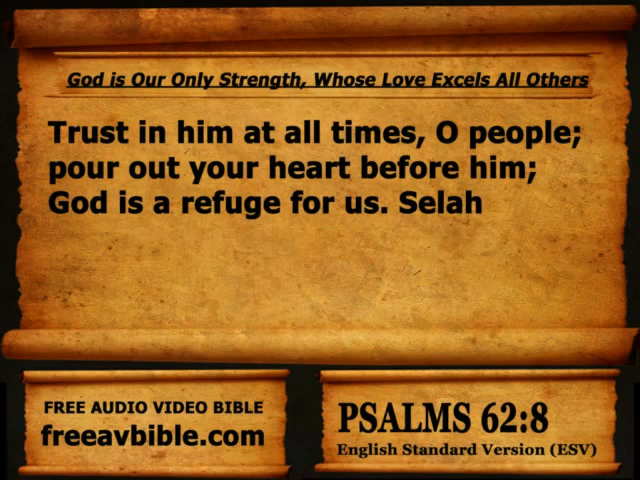 God is Our Only Strength, Whose Love Excels All Others
Trust in him at all times, O people;
pour out your heart before him;
God is a refuge for us. Selah
FREE AUDIO VIDEO BIBLE
freeavbible.com
PSALMS 62:8
English Standard Version (ESV)